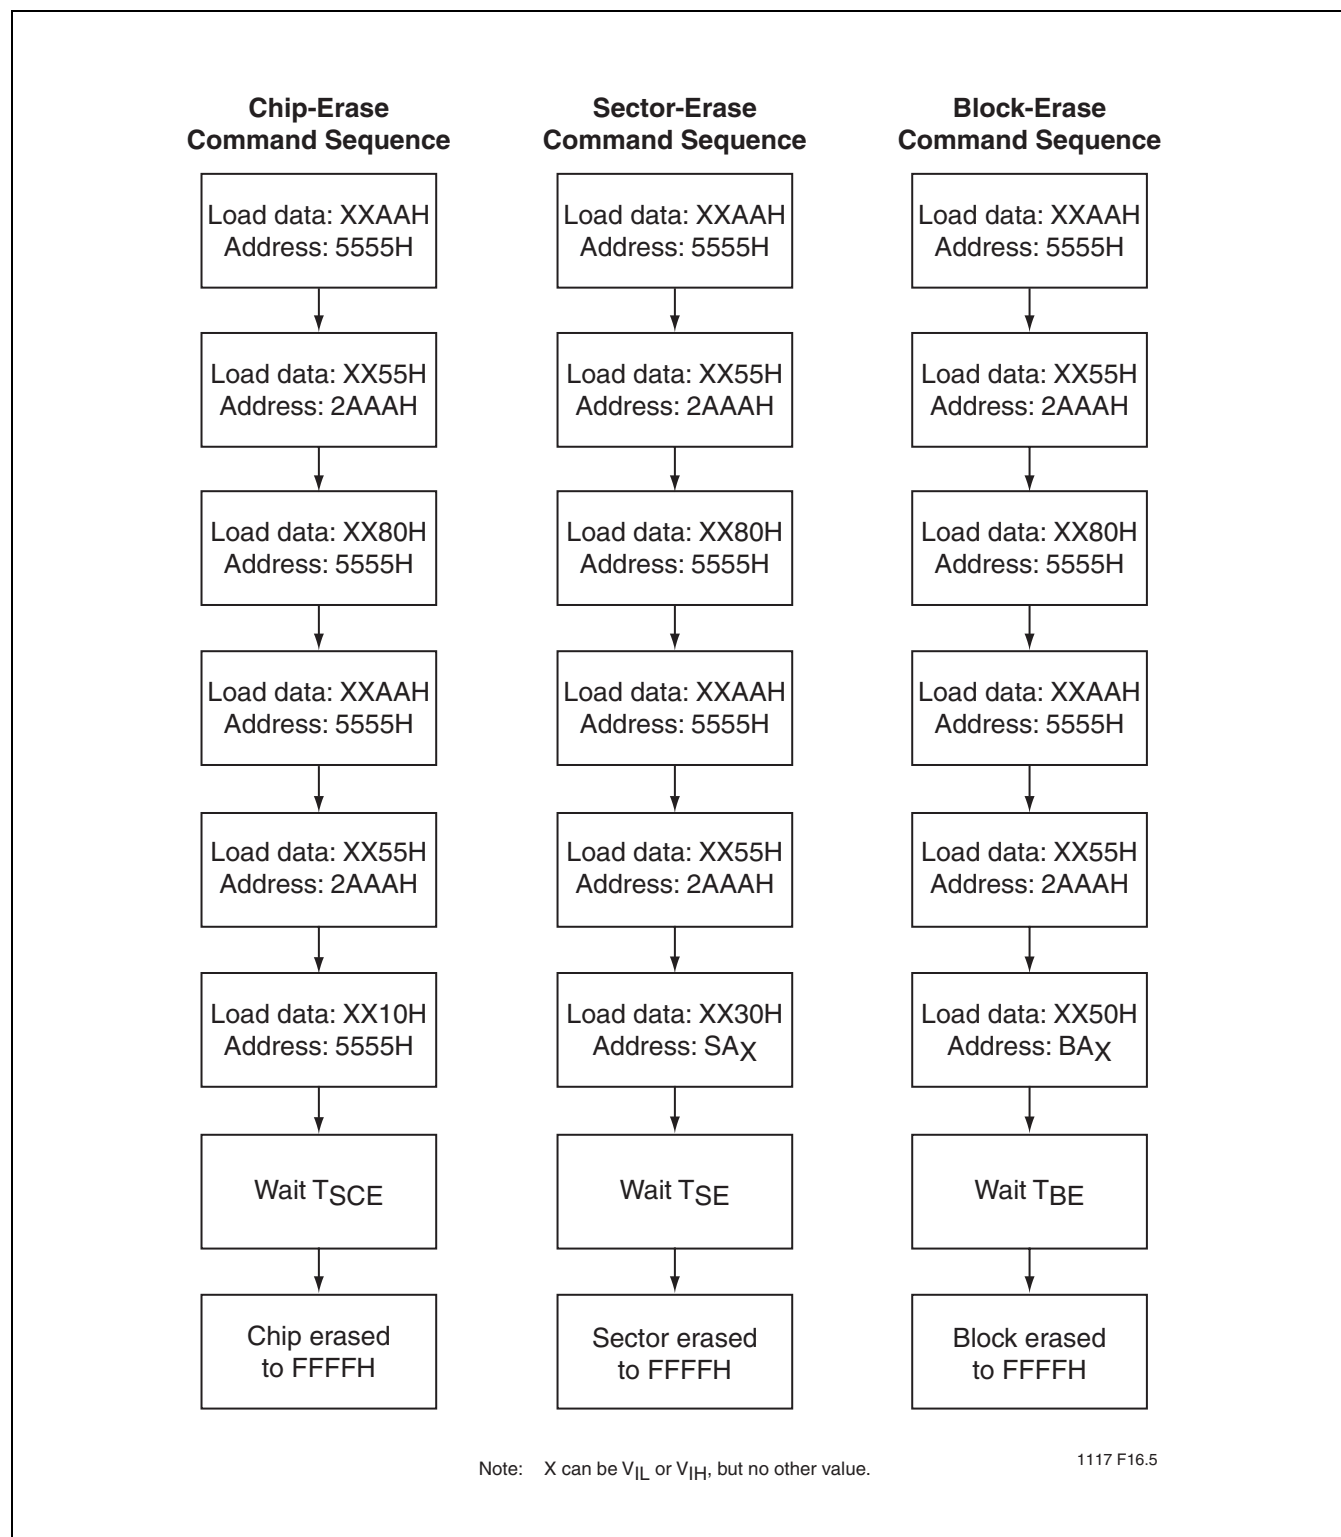 Chip-Erase
Command Sequence
Load data: XXAAH
Address: 5555H
Load data: XX55H
Address: 2AAAH
Load data: XX80H
Address: 5555H
Load data: XXAAH
Address: 5555H
Load data: XX55H
Address: 2AAAH
Load data: XX10H
Address: 5555H
Wait TSCE
Chip erased
to FFFFH
Sector-Erase
Command Sequence
Load data: XXAAH
Address: 5555H
Load data: XX55H
Address: 2AAAH
Load data: XX80H
Address: 5555H
Load data: XXAAH
Address: 5555H
Load data: XX55H
Address: 2AAAH
Load data: XX30H
Address: SAX
Wait TSE
Sector erased
to FFFFH
Block-Erase
Command Sequence
Load data: XXAAH
Address: 5555H
Load data: XX55H
Address: 2AAAH
Load data: XX80H
Address: 5555H
Load data: XXAAH
Address: 5555H
Load data: XX55H
Address: 2AAAH
Load data: XX50H
Address: BAX
Wait TBE
Block erased
to FFFFH
Note: X can be VIL or VIH, but no other value.
1117 F16.5